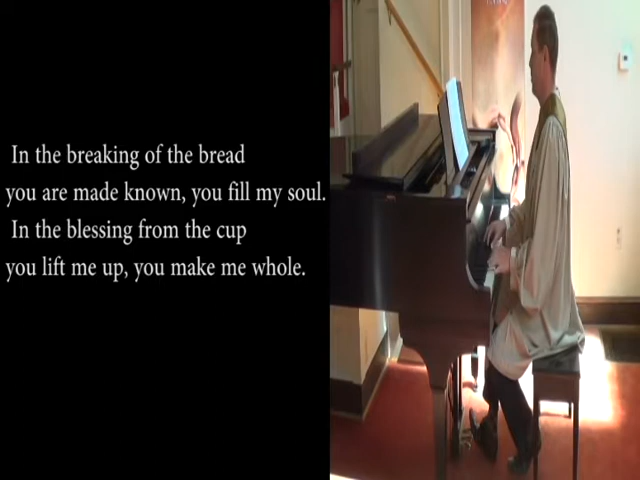 In the breaking of the bread
you are made known, you fill my soul.
In the blessing from the cup
you lift me up, you make me whole.